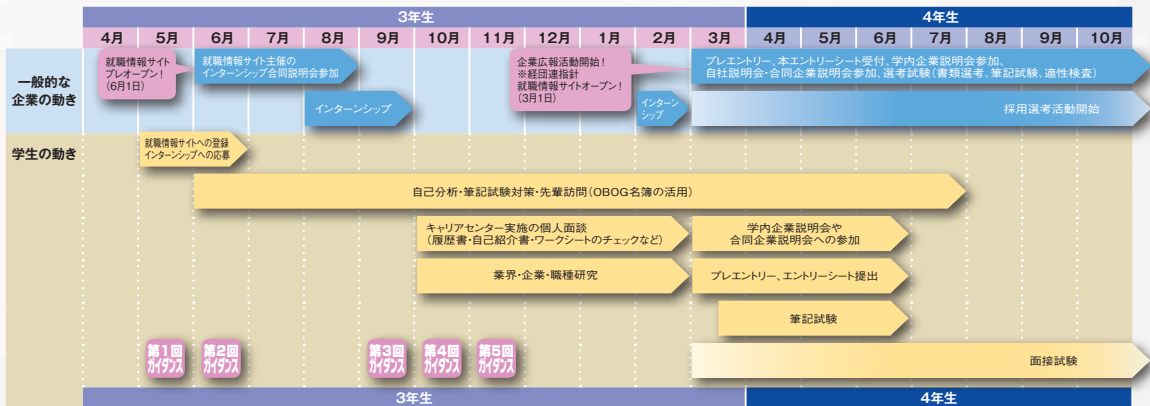 3年生
4年生
4月
5月
6月
7月
8月
9月
10月
11月
12月
1月
2月
3月
4月
5月
6月
7月
8月
9月
10月
一般的な
企業の動き
就職情報サイト
プレオープン!
(6月1日)
就職情報サイト主催の
インターンシップ合同説明会参加
企業広報活動開始!
※経団連指針
就職情報サイトオープン!
(3月1日)
プレエントリー、本エントリーシート受付、学内企業説明会参加、
自社説明会・合同企業説明会参加、選考試験(書類選考、筆記試験、適性検査)
インターンシップ
インターン
シップ
採用選考活動開始
学生の動き
就職情報サイトへの登録
インターンシップへの応募
自己分析・筆記試験対策・先輩訪問(OBOG名簿の活用)
キャリアセンター実施の個人面談
(履歴書・自己紹介書・ワークシートのチェックなど)
学内企業説明会や
合同企業説明会への参加
業界・企業・職種研究
プレエントリー、エントリーシート提出
筆記試験
第1回
ガイダンス
第2回
ガイダンス
第3回
ガイダンス
第4回
ガイダンス
第5回
ガイダンス
面接試験
3年生
4年生